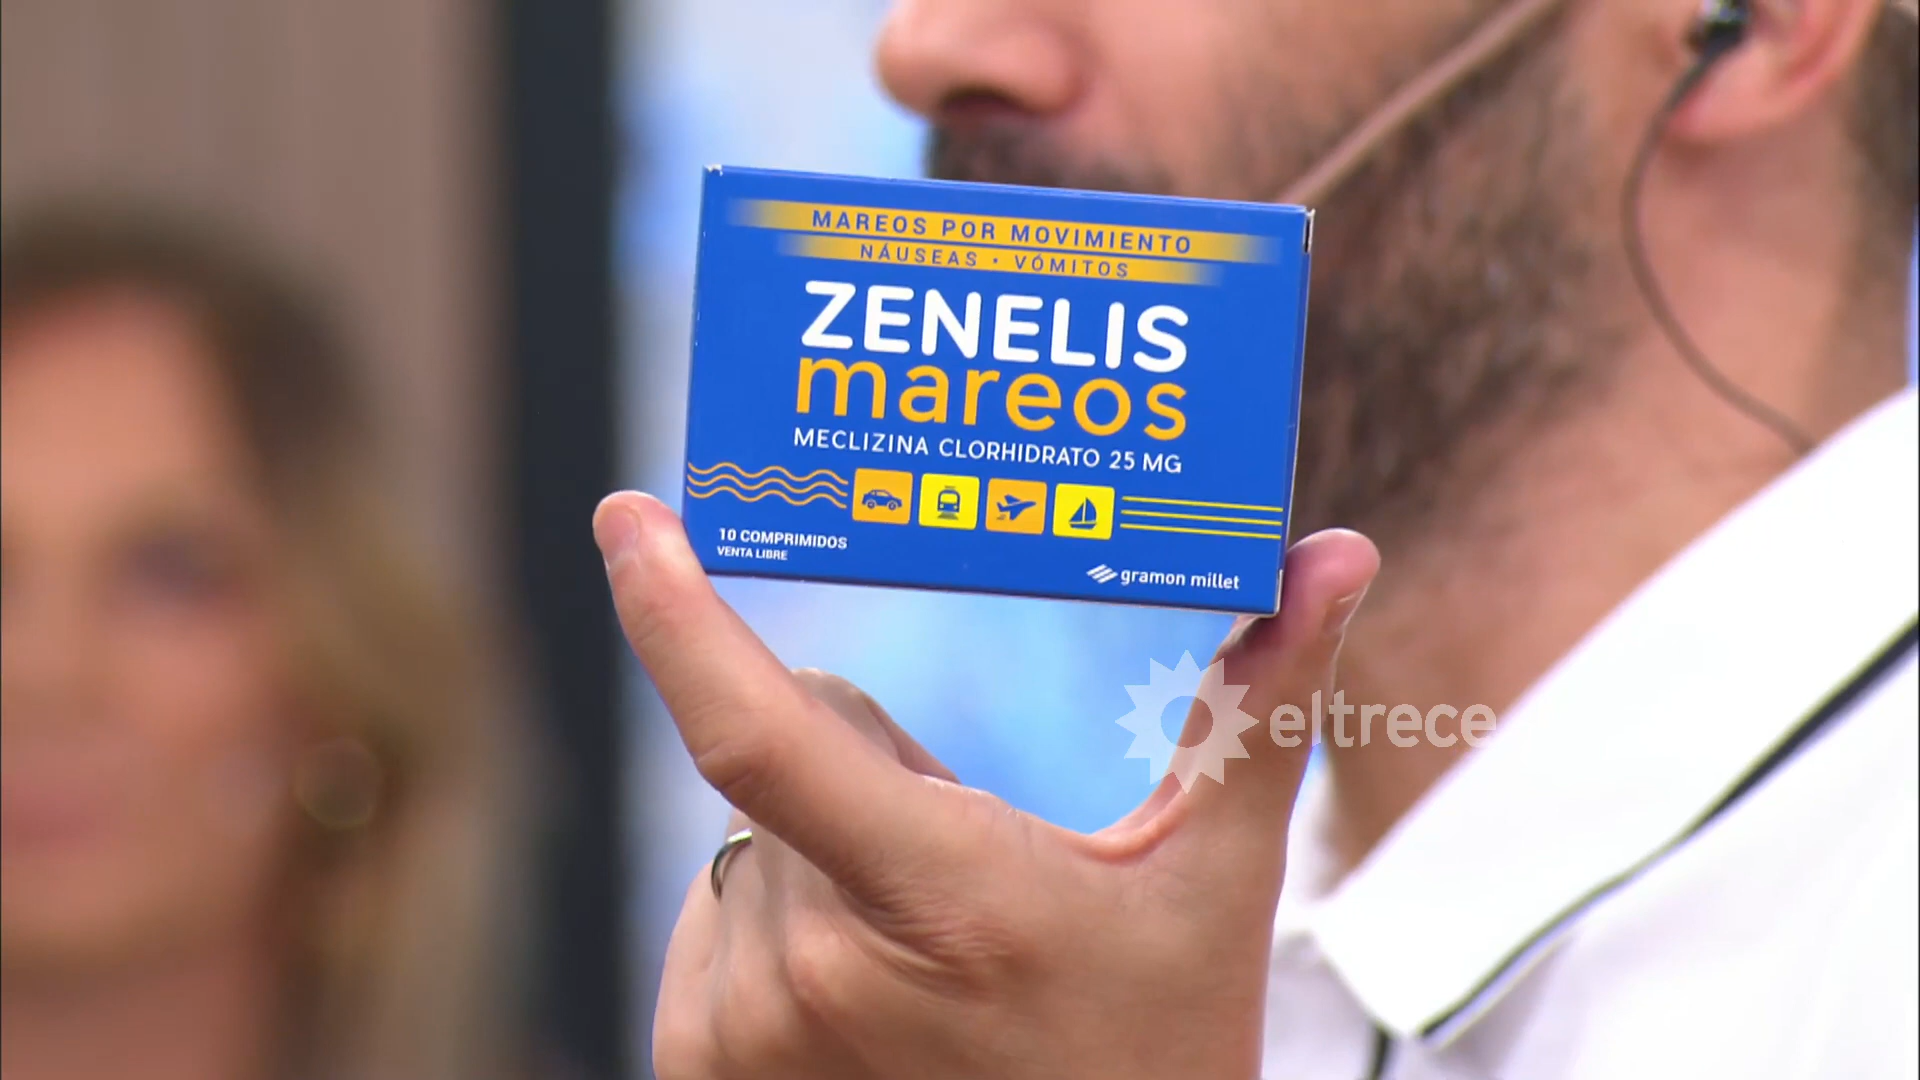 MAREOS POR MOVIMIENTO
NÁUSEAS • VÓMITOS
ZENELIS
mareos
MECLIZINA CLORHIDRATO 25 MG
10 COMPRIMIDOS
VENTA LIBRE
gramon millet
eltrece